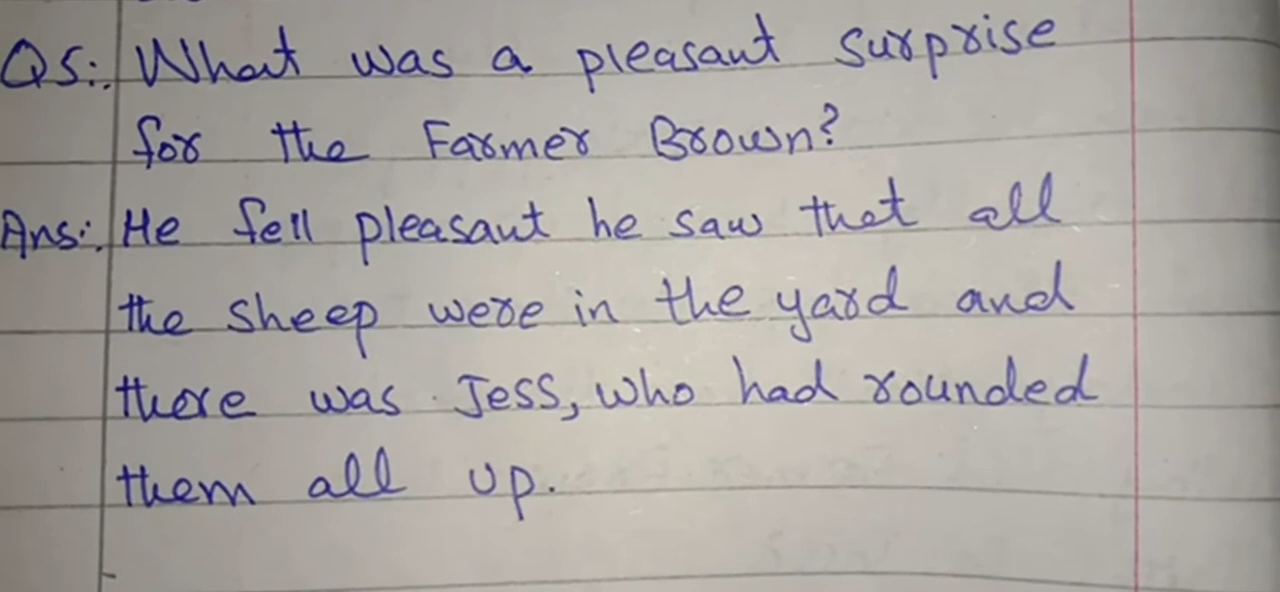 Q5:. What was a pleasant surprise
for the Farmer Brown?
Ans:. He fell pleasant he saw that all
the sheep were in the yard and
there was Jess, who had rounded
them all up.